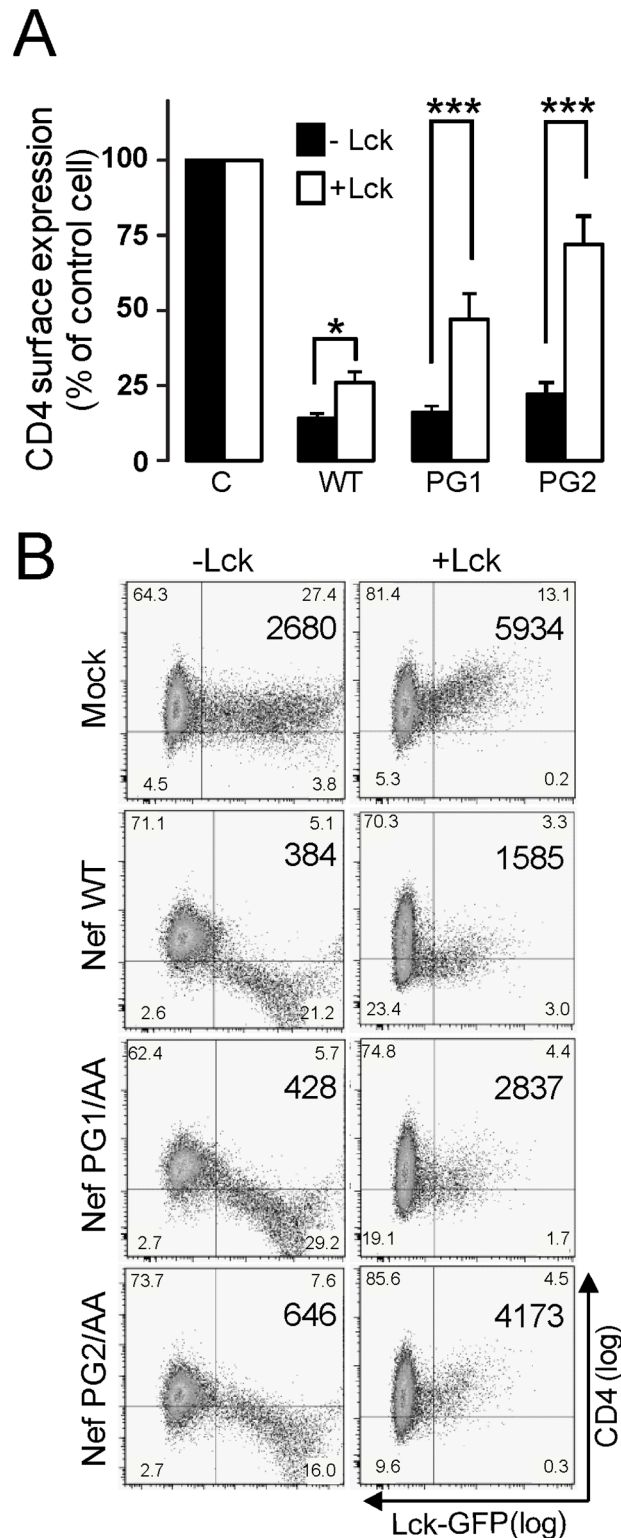 A
CD4 surface expression
(% of control cell)
100
75
50
25
0
- Lck
+Lck
*
***
***
C
WT
PG1
PG2
B
-Lck
+Lck
Mock
64.3
27.4
2680
4.5
3.8
81.4
13.1
5934
5.3
0.2
Nef WT
71.1
5.1
384
2.6
21.2
70.3
3.3
1585
23.4
3.0
Nef PG1/AA
62.4
5.7
428
2.7
29.2
74.8
4.4
2837
19.1
1.7
Nef PG2/AA
73.7
7.6
646
2.7
16.0
85.6
4.5
4173
9.6
0.3
CD4 (log)
Lck-GFP(log)